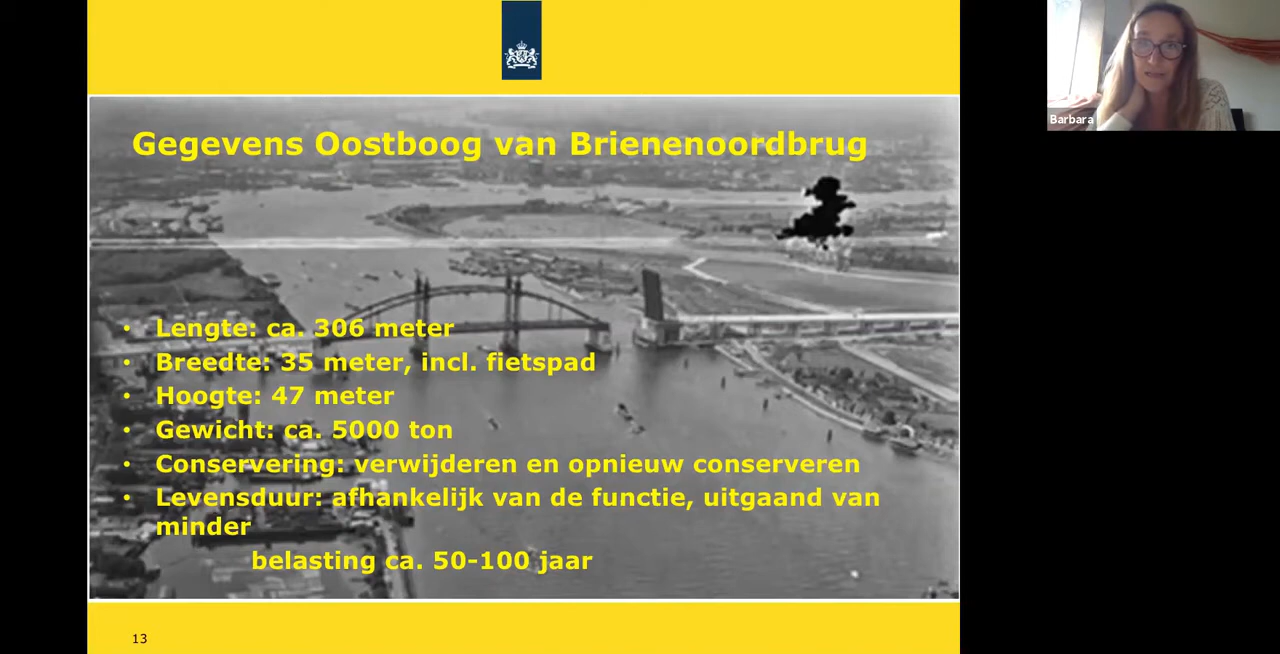 Gegevens Oostboog van Brienenoordbrug
• Lengte: ca. 306 meter
• Breedte: 35 meter, incl. fietspad
• Hoogte: 47 meter
• Gewicht: ca. 5000 ton
• Conservering: verwijderen en opnieuw conserveren
• Levensduur: afhankelijk van de functie, uitgaand van
minder
belasting ca. 50-100 jaar
13
Barbara